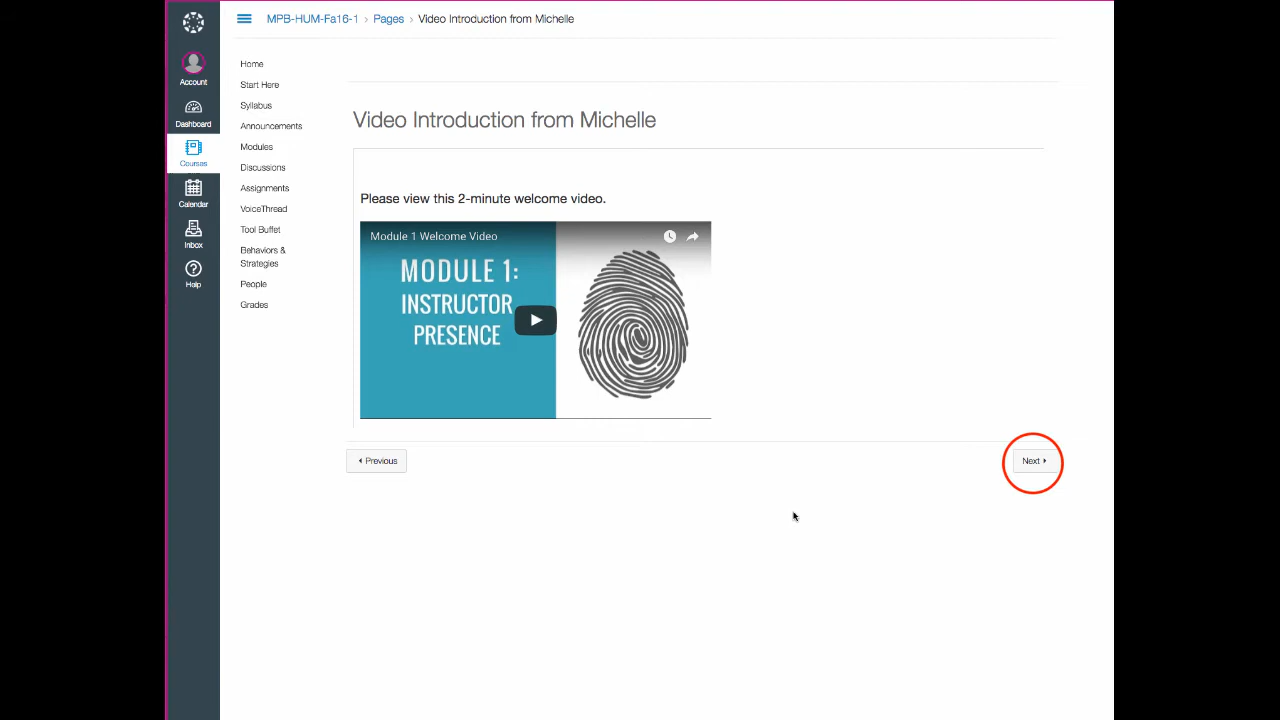 MPB-HUM-Fa16-1 › Pages › Video Introduction from Michelle
Account
Dashboard
Courses
Calendar
Inbox
Help
Home
Start Here
Syllabus
Announcements
Modules
Discussions
Assignments
VoiceThread
Tool Buffet
Behaviors &
Strategies
People
Grades
Video Introduction from Michelle
Please view this 2-minute welcome video.
Module 1 Welcome Video
MODULE 1:
INSTRUCTOR
PRESENCE
Previous
Next